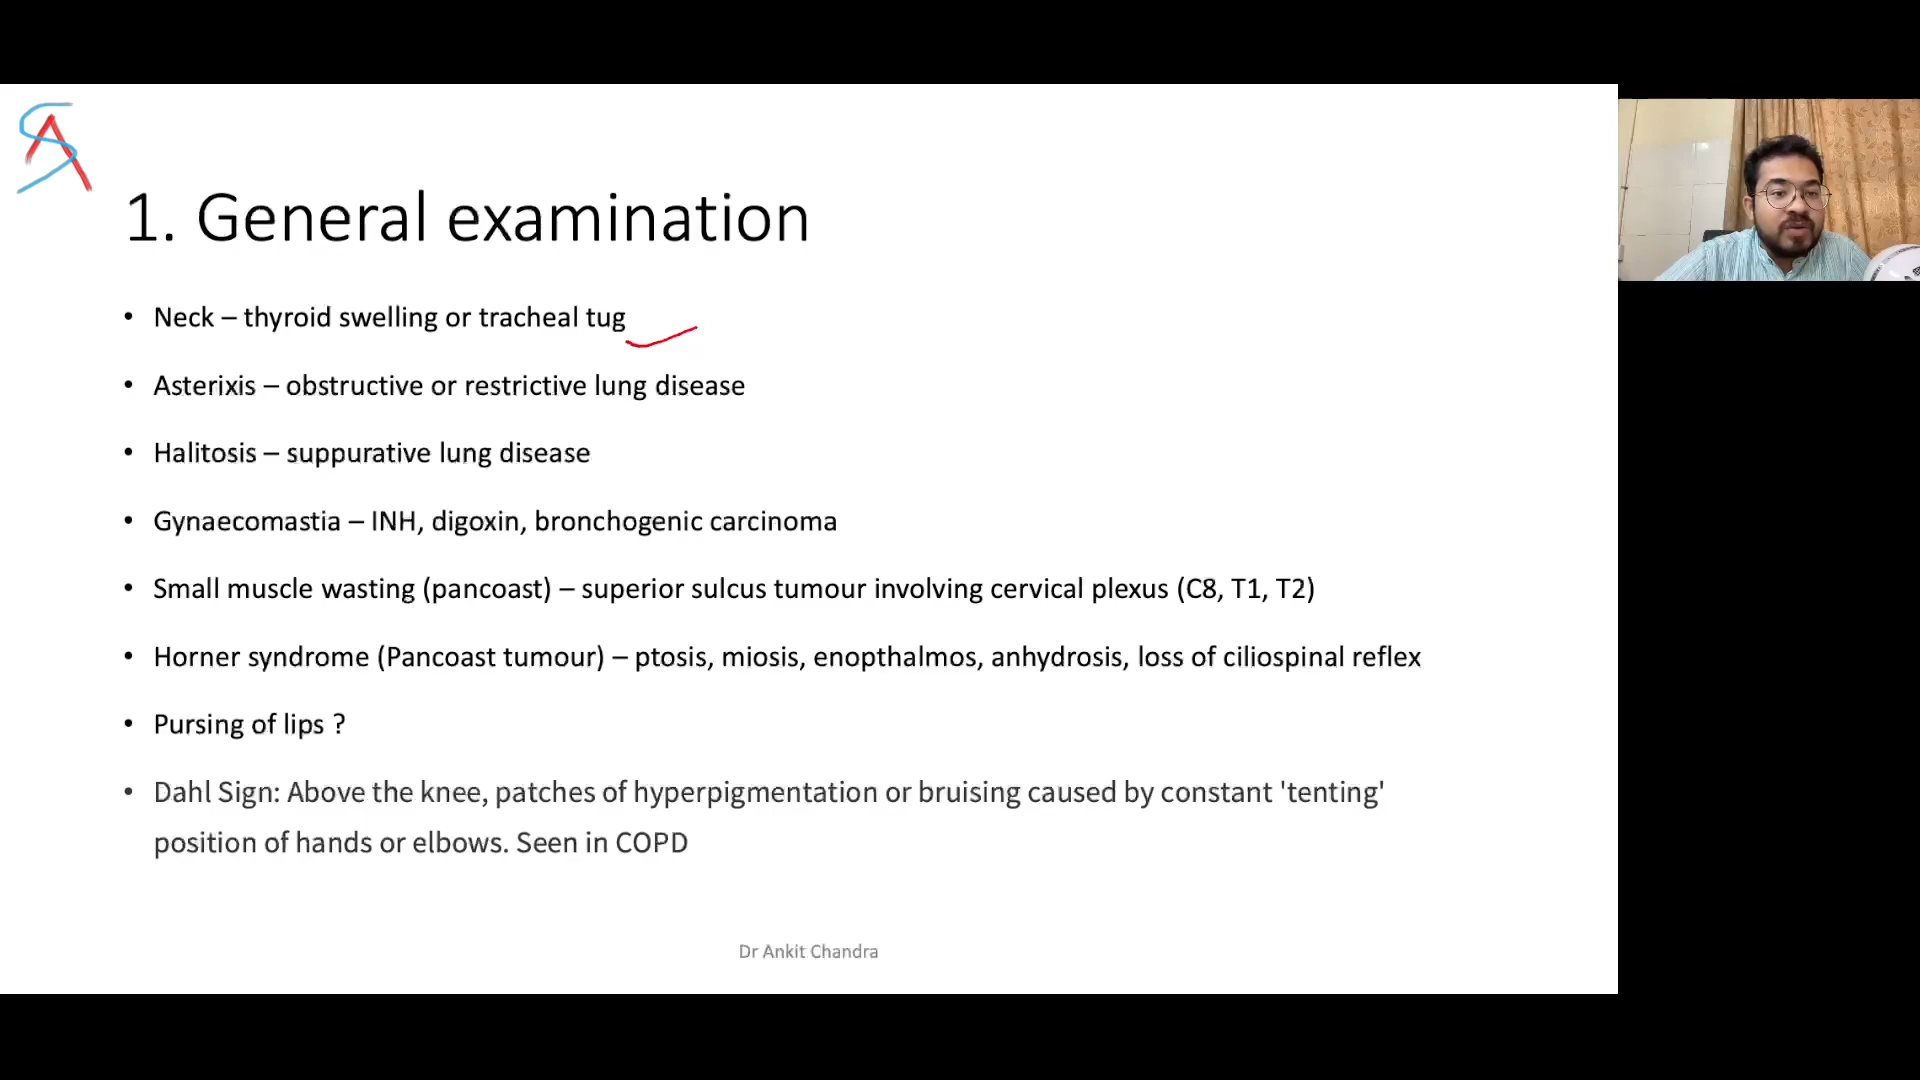 1. General examination
• Neck – thyroid swelling or tracheal tug
• Asterixis – obstructive or restrictive lung disease
• Halitosis – suppurative lung disease
• Gynaecomastia – INH, digoxin, bronchogenic carcinoma
• Small muscle wasting (pancoast) – superior sulcus tumour involving cervical plexus (C8, T1, T2)
• Horner syndrome (Pancoast tumour) – ptosis, miosis, enopthalmos, anhydrosis, loss of ciliospinal reflex
• Pursing of lips ?
• Dahl Sign: Above the knee, patches of hyperpigmentation or bruising caused by constant 'tenting'
position of hands or elbows. Seen in COPD
Dr Ankit Chandra